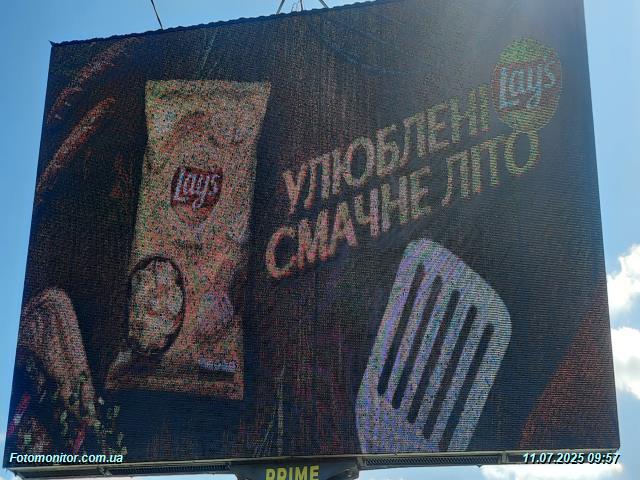 Lay's
УЛЮБЛЕНІ
СМАЧНЕ ЛІТО
Lay's
PRIME
Fotomonitor.com.ua
11.07.2025 09:57